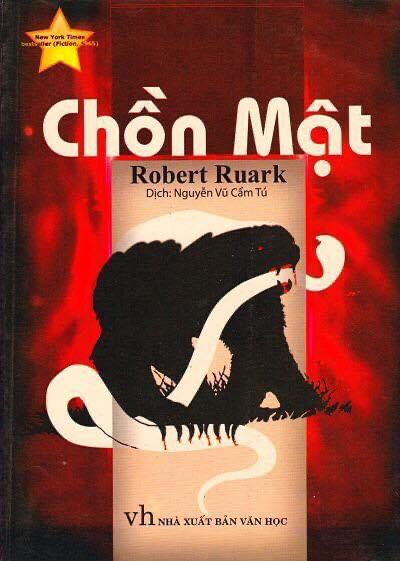 New York Times
bestseller (Fiction, 1965)
Chồn Mật
Robert Ruark
Dịch: Nguyễn Vũ Cẩm Tú
vh NHÀ XUẤT BẢN VĂN HỌC